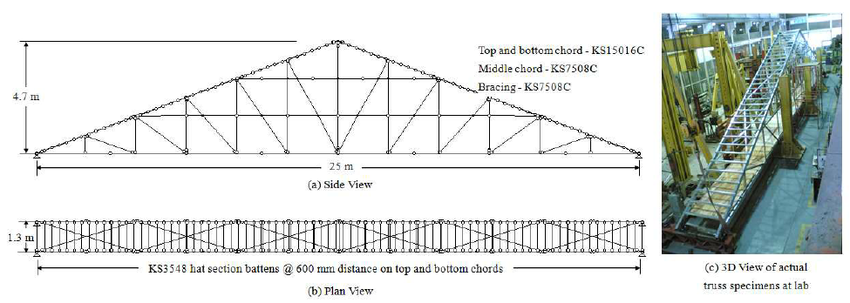 Top and bottom chord - KS15016C
Middle chord - KS7508C
Bracing - KS7508C
4.7 m
25 m
(a) Side View
1.3 m
KS3548 hat section battens @ 600 mm distance on top and bottom chords
(b) Plan View
(c) 3D View of actual
truss specimens at lab